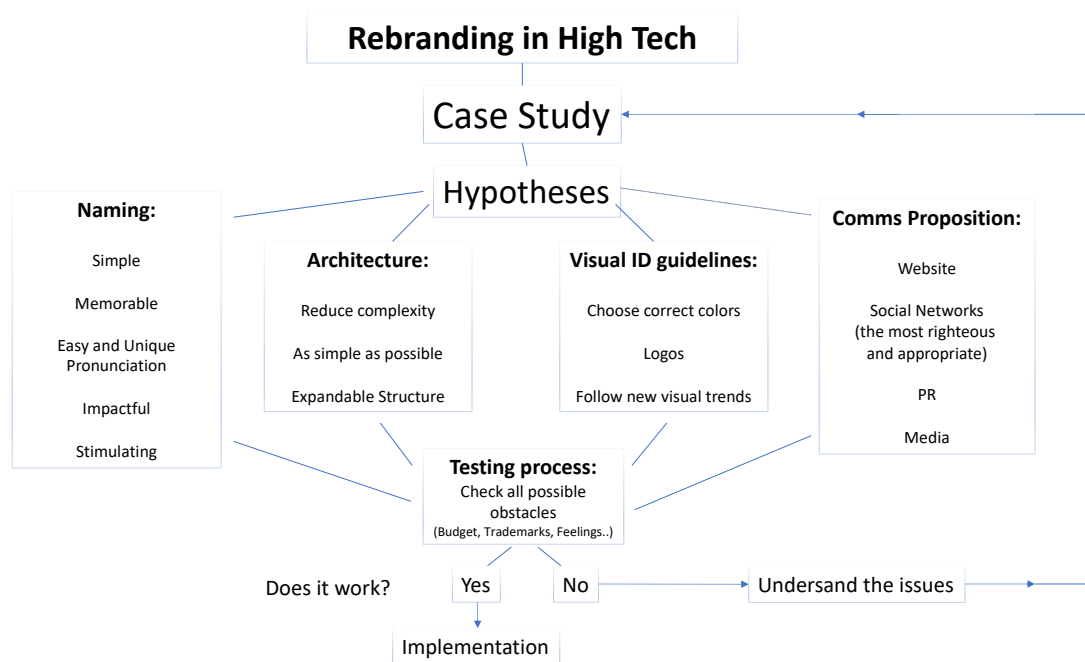 Rebranding in High Tech
Case Study
Hypotheses
Naming:
Simple
Memorable
Easy and Unique
Pronunciation
Impactful
Stimulating
Architecture:
Reduce complexity
As simple as possible
Expandable Structure
Visual ID guidelines:
Choose correct colors
Logos
Follow new visual trends
Comms Proposition:
Website
Social Networks
(the most righteous
and appropriate)
PR
Media
Testing process:
Check all possible
obstacles
(Budget, Trademarks, Feelings..)
Does it work?
Yes
No
Undersand the issues
Implementation